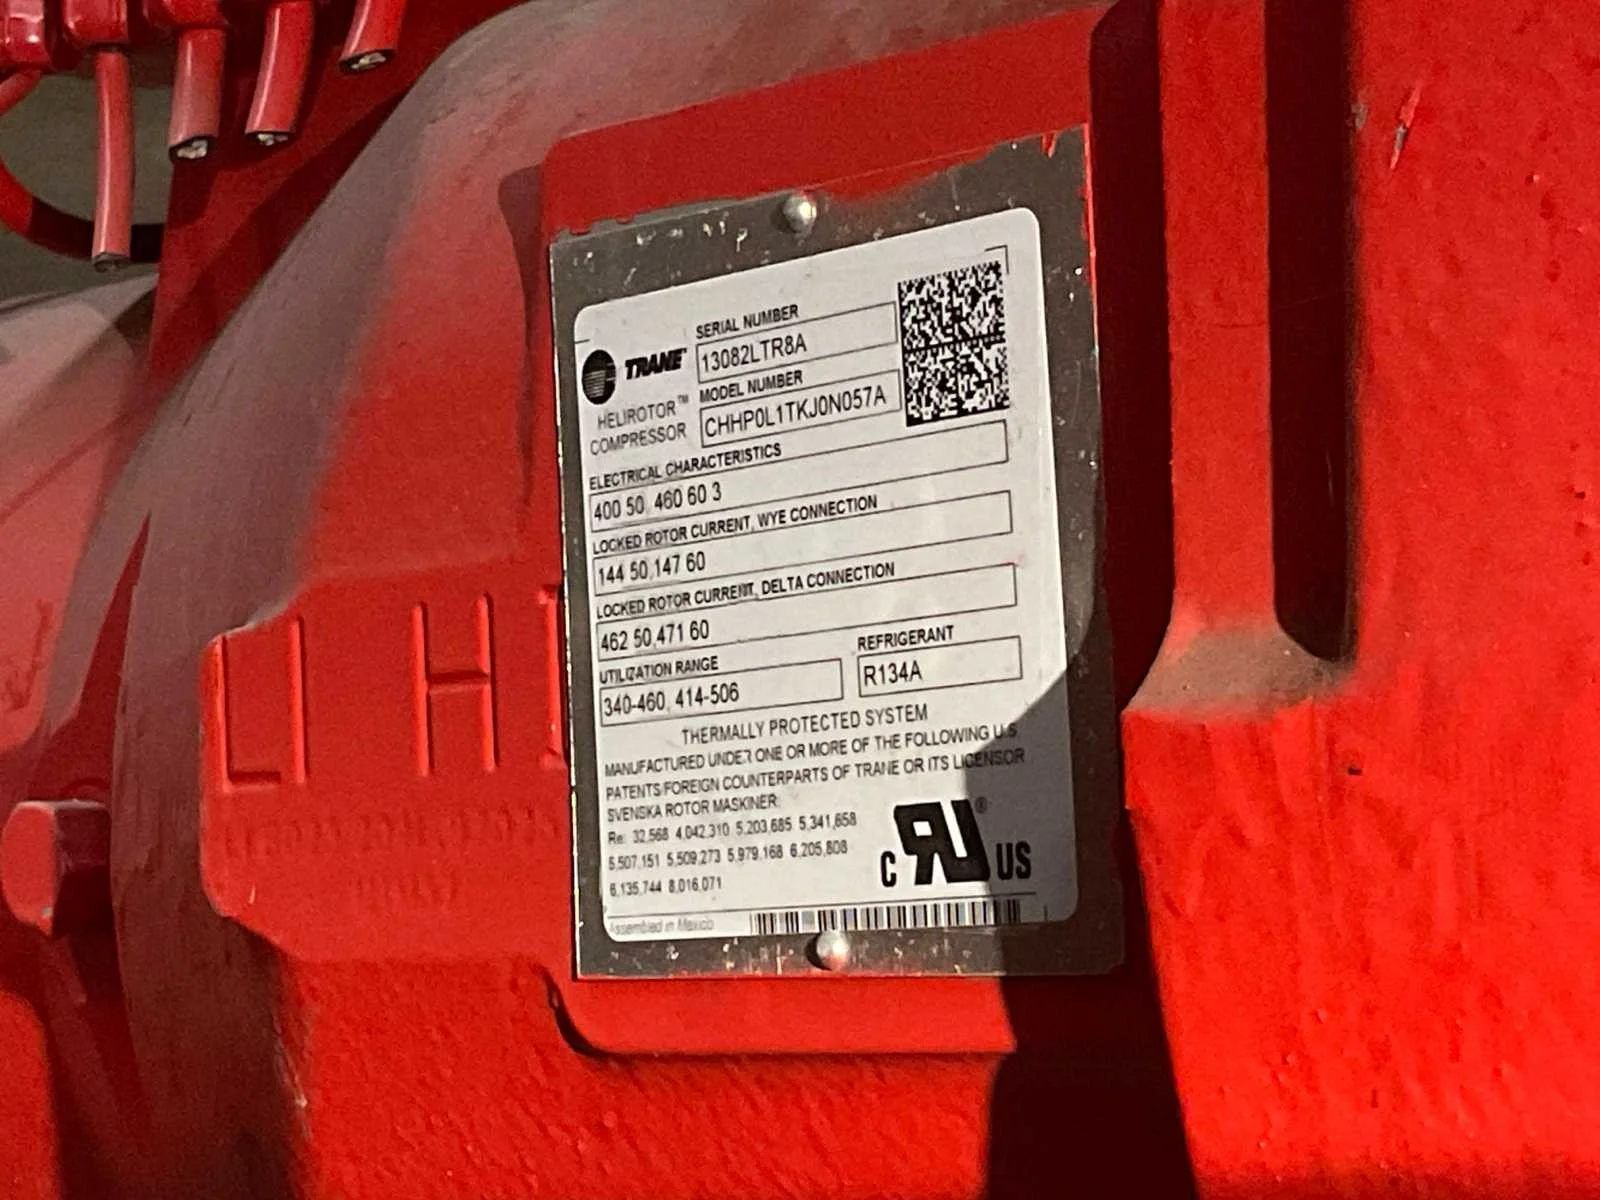 SERIAL NUMBER
TRANE 13082LTR8A
MODEL NUMBER
HELIROTOR™ CHHP0L1TKJ0N057A
COMPRESSOR
ELECTRICAL CHARACTERISTICS
400 50, 460 60 3
LOCKED ROTOR CURRENT, WYE CONNECTION
144 50,147 60
LOCKED ROTOR CURRENT, DELTA CONNECTION
462 50,471 60
UTILIZATION RANGE
340-460, 414-506
REFRIGERANT
R134A
THERMALLY PROTECTED SYSTEM
MANUFACTURED UNDER ONE OR MORE OF THE FOLLOWING U.S.
PATENTS/FOREIGN COUNTERPARTS OF TRANE OR ITS LICENSOR
SVENSKA ROTOR MASKINER:
Re: 32,568 4,042,310 5,203,685 5,341,658
5,507,151 5,509,273 5,979,168 6,205,808
6,135,744 8,016,071
C RU® US
Assembled in Mexico